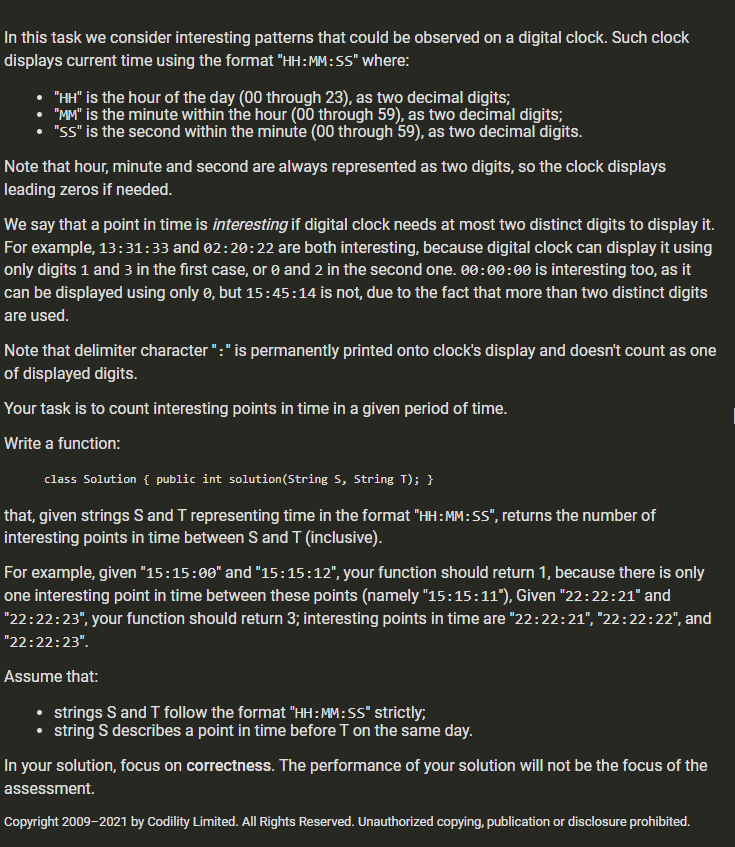 In this task we consider interesting patterns that could be observed on a digital clock. Such clock
displays current time using the format "HH:MM:SS" where:
• "HH" is the hour of the day (00 through 23), as two decimal digits;
• "MM" is the minute within the hour (00 through 59), as two decimal digits;
• "SS" is the second within the minute (00 through 59), as two decimal digits.
Note that hour, minute and second are always represented as two digits, so the clock displays
leading zeros if needed.
We say that a point in time is interesting if digital clock needs at most two distinct digits to display it.
For example, 13:31:33 and 02:20:22 are both interesting, because digital clock can display it using
only digits 1 and 3 in the first case, or 0 and 2 in the second one. 00:00:00 is interesting too, as it
can be displayed using only 0, but 15:45:14 is not, due to the fact that more than two distinct digits
are used.
Note that delimiter character ":" is permanently printed onto clock's display and doesn't count as one
of displayed digits.
Your task is to count interesting points in time in a given period of time.
Write a function:
class Solution { public int solution(String S, String T); }
that, given strings S and T representing time in the format "HH:MM:SS", returns the number of
interesting points in time between S and T (inclusive).
For example, given "15:15:00" and "15:15:12", your function should return 1, because there is only
one interesting point in time between these points (namely "15:15:11"), Given "22:22:21" and
"22:22:23", your function should return 3; interesting points in time are "22:22:21", "22:22:22", and
"22:22:23".
Assume that:
• strings S and T follow the format "HH:MM:SS" strictly;
• string S describes a point in time before T on the same day.
In your solution, focus on correctness. The performance of your solution will not be the focus of the
assessment.
Copyright 2009–2021 by Codility Limited. All Rights Reserved. Unauthorized copying, publication or disclosure prohibited.